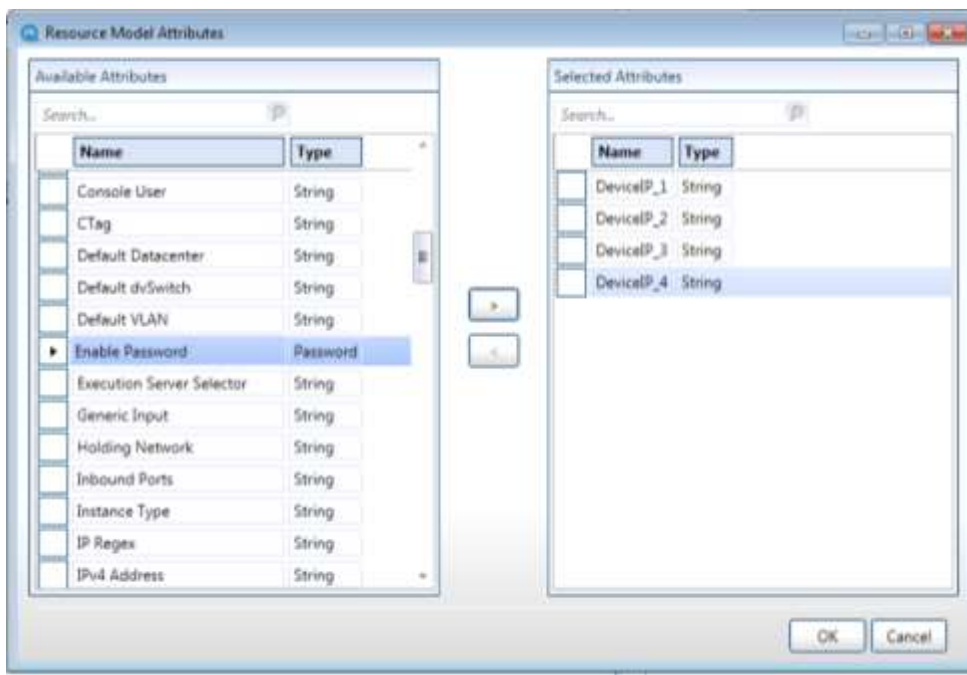 Resource Model Attributes
Available Attributes
Search...
Name Type
Console User String
CTag String
Default Datacenter String
Default dvSwitch String
Default VLAN String
Enable Password Password
Execution Server Selector String
Generic Input String
Holding Network String
Inbound Ports String
Instance Type String
IP Regex String
IPv4 Address String
>
<
Selected Attributes
Search...
Name Type
DeviceIP_1 String
DeviceIP_2 String
DeviceIP_3 String
DeviceIP_4 String
OK Cancel